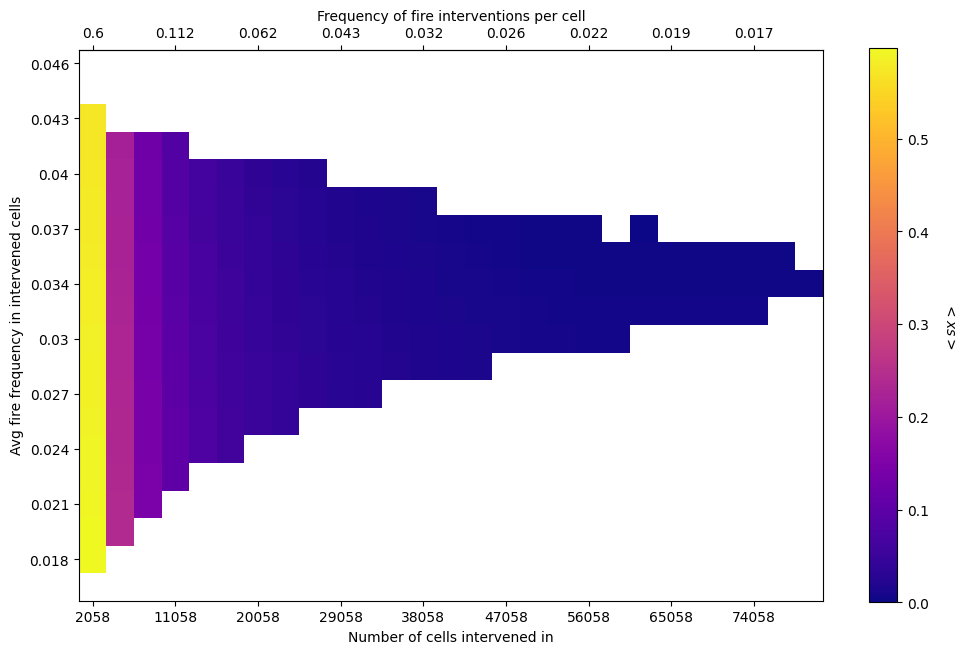 Frequency of fire interventions per cell
0.6 0.112 0.062 0.043 0.032 0.026 0.022 0.019 0.017
Avg fire frequency in intervened cells
0.046
0.043
0.04
0.037
0.034
0.03
0.027
0.024
0.021
0.018
2058 11058 20058 29058 38058 47058 56058 65058 74058
Number of cells intervened in
0.5
0.4
0.3
0.2
0.1
0.0
< sx >